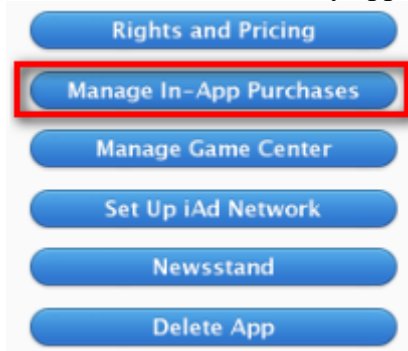 Rights and Pricing
Manage In-App Purchases
Manage Game Center
Set Up iAd Network
Newsstand
Delete App